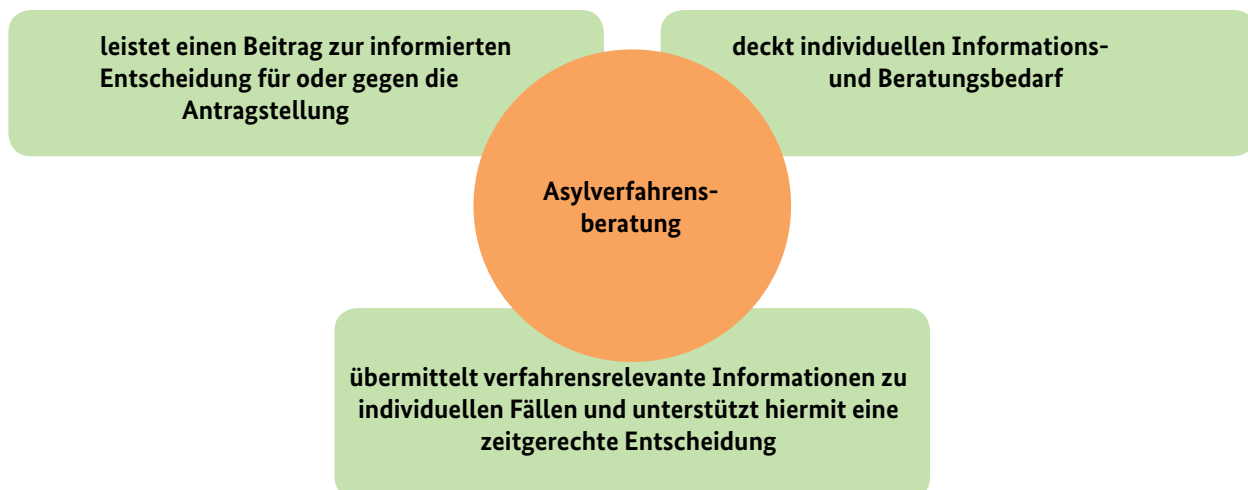 leistet einen Beitrag zur informierten
Entscheidung für oder gegen die
Antragstellung
deckt individuellen Informations-
und Beratungsbedarf
Asylverfahrens-
beratung
übermittelt verfahrensrelevante Informationen zu
individuellen Fällen und unterstützt hiermit eine
zeitgerechte Entscheidung